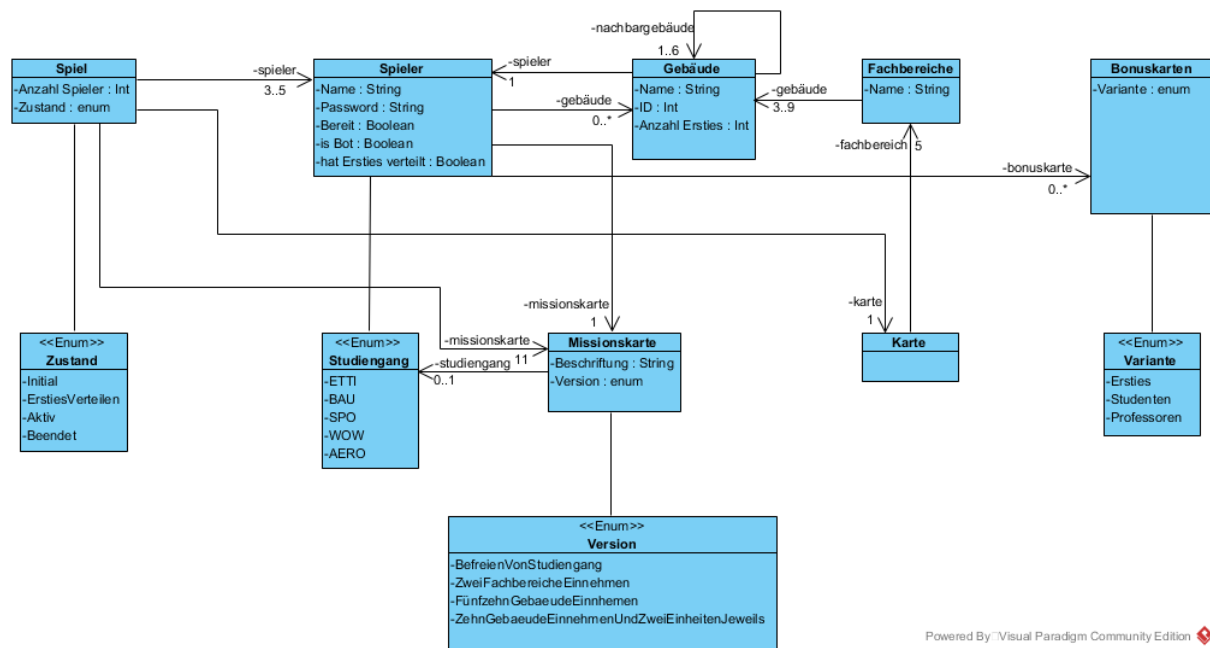 -nachbargebäude
1..6
Spiel
-Anzahl Spieler : Int
-Zustand : enum
-spieler
3..5
Spieler
-Name : String
-Password : String
-Bereit : Boolean
-is Bot : Boolean
-hat Ersties verteilt : Boolean
-spieler
1
-gebäude
0..*
Gebäude
-Name : String
-ID : Int
-Anzahl Ersties : Int
-gebäude
3..9
Fachbereiche
-Name : String
-fachbereich
5
Bonuskarten
-Variante : enum
-bonuskarte
0..*
-missionskarte
1
-karte
1
-missionskarte
11
-studiengang
0..1
<<Enum>>
Zustand
-Initial
-ErstiesVerteilen
-Aktiv
-Beendet
<<Enum>>
Studiengang
-ETTI
-BAU
-SPO
-WOW
-AERO
Missionskarte
-Beschriftung : String
-Version : enum
Karte
<<Enum>>
Variante
-Ersties
-Studenten
-Professoren
<<Enum>>
Version
-BefreienVonStudiengang
-ZweiFachbereicheEinnehmen
-FünfzehnGebaeudeEinnhemen
-ZehnGebaeudeEinnehmenUndZweiEinheitenJeweils
Powered By Visual Paradigm Community Edition